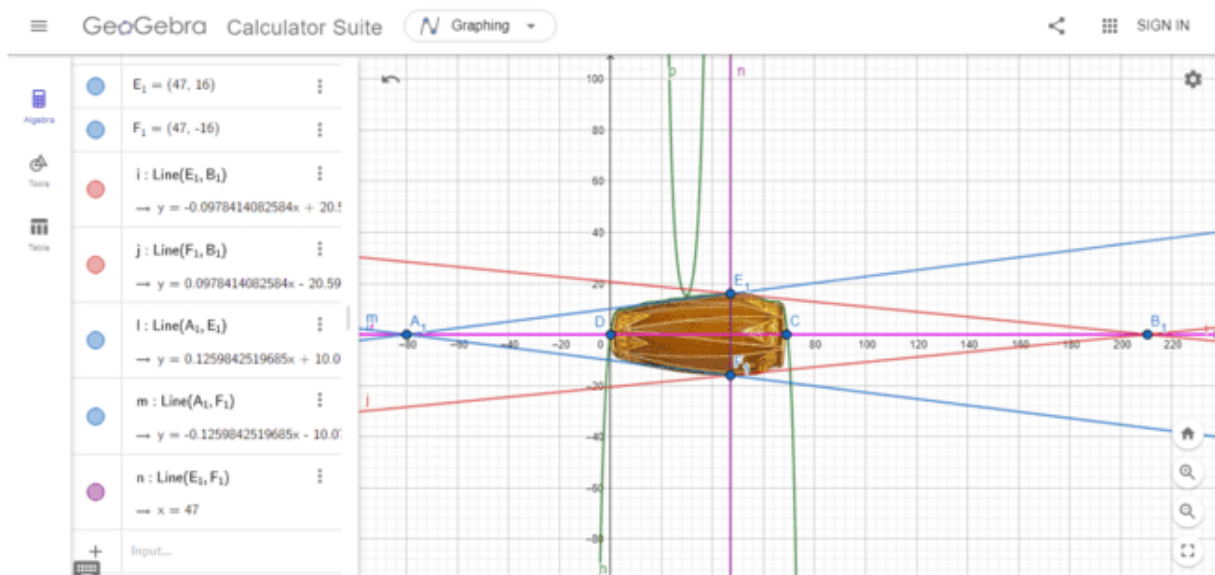 GeoGebra Calculator Suite Graphing SIGN IN
Algebra
Tools
Table
E₁ = (47, 16)
F₁ = (47, -16)
i : Line(E₁, B₁)
→ y = -0.0978414082584x + 20.5
j : Line(F₁, B₁)
→ y = 0.0978414082584x - 20.59
l : Line(A₁, E₁)
→ y = 0.1259842519685x + 10.0
m : Line(A₁, F₁)
→ y = -0.1259842519685x - 10.0
n : Line(E₁, F₁)
→ x = 47
+ Input...
p n
100
80
60
40
20
E₁
m A₁ D C B₁
-80 -60 -40 -20 0 80 100 120 140 160 180 200 220
F₁
-20
j
-40
-60
-80
h